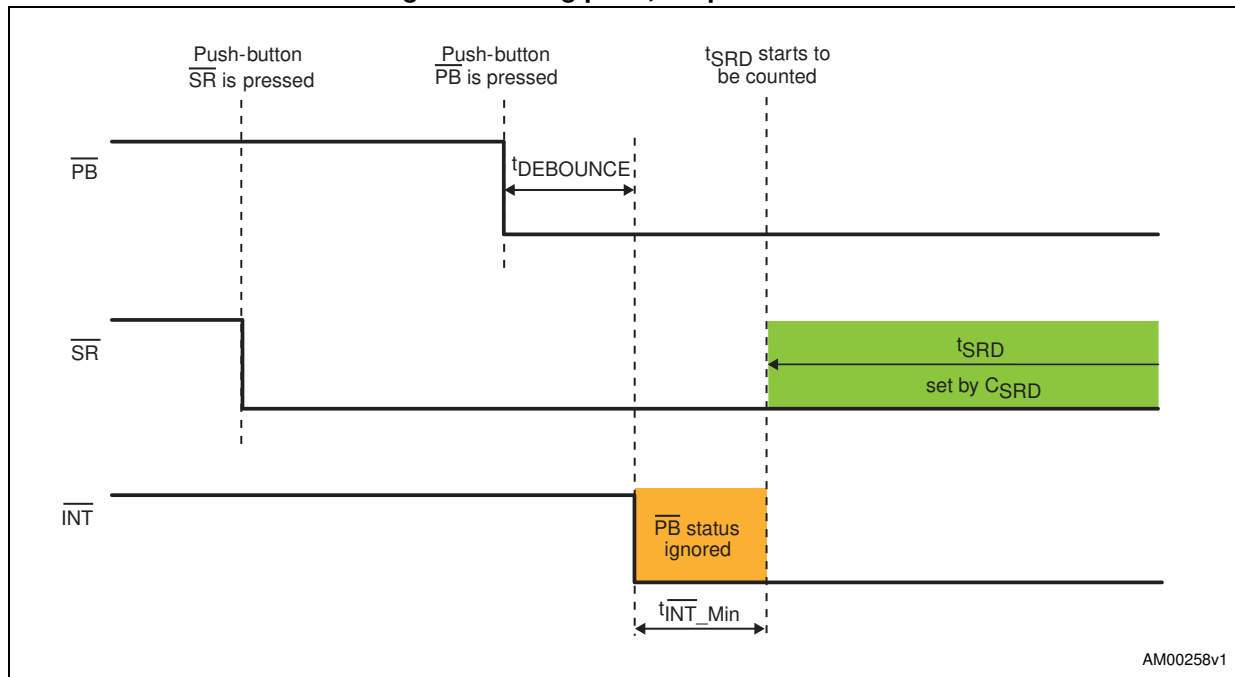 Push-button
SR is pressed
Push-button
PB is pressed
tSRD starts to
be counted
PB
tDEBOUNCE
SR
tSRD
set by CSRD
INT
PB status
ignored
tINT_Min
AM00258v1